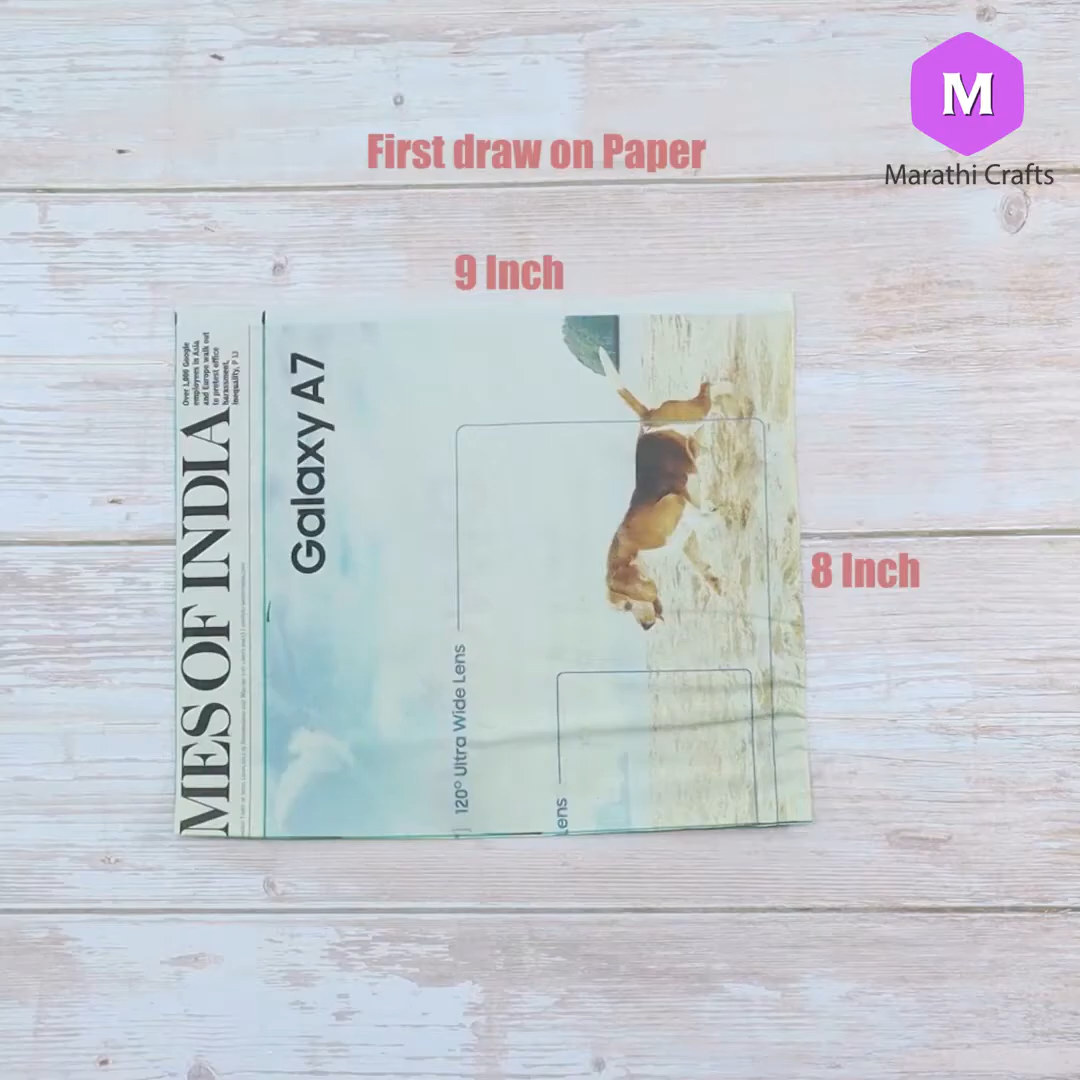 M
Marathi Crafts
First draw on Paper
9 Inch
8 Inch
MES OF INDIA
Over 1,000 Google
employees in Asia
and Europe walk out
to protest office
harassment,
inequality, P 13
Galaxy A7
120° Ultra Wide Lens
Lens